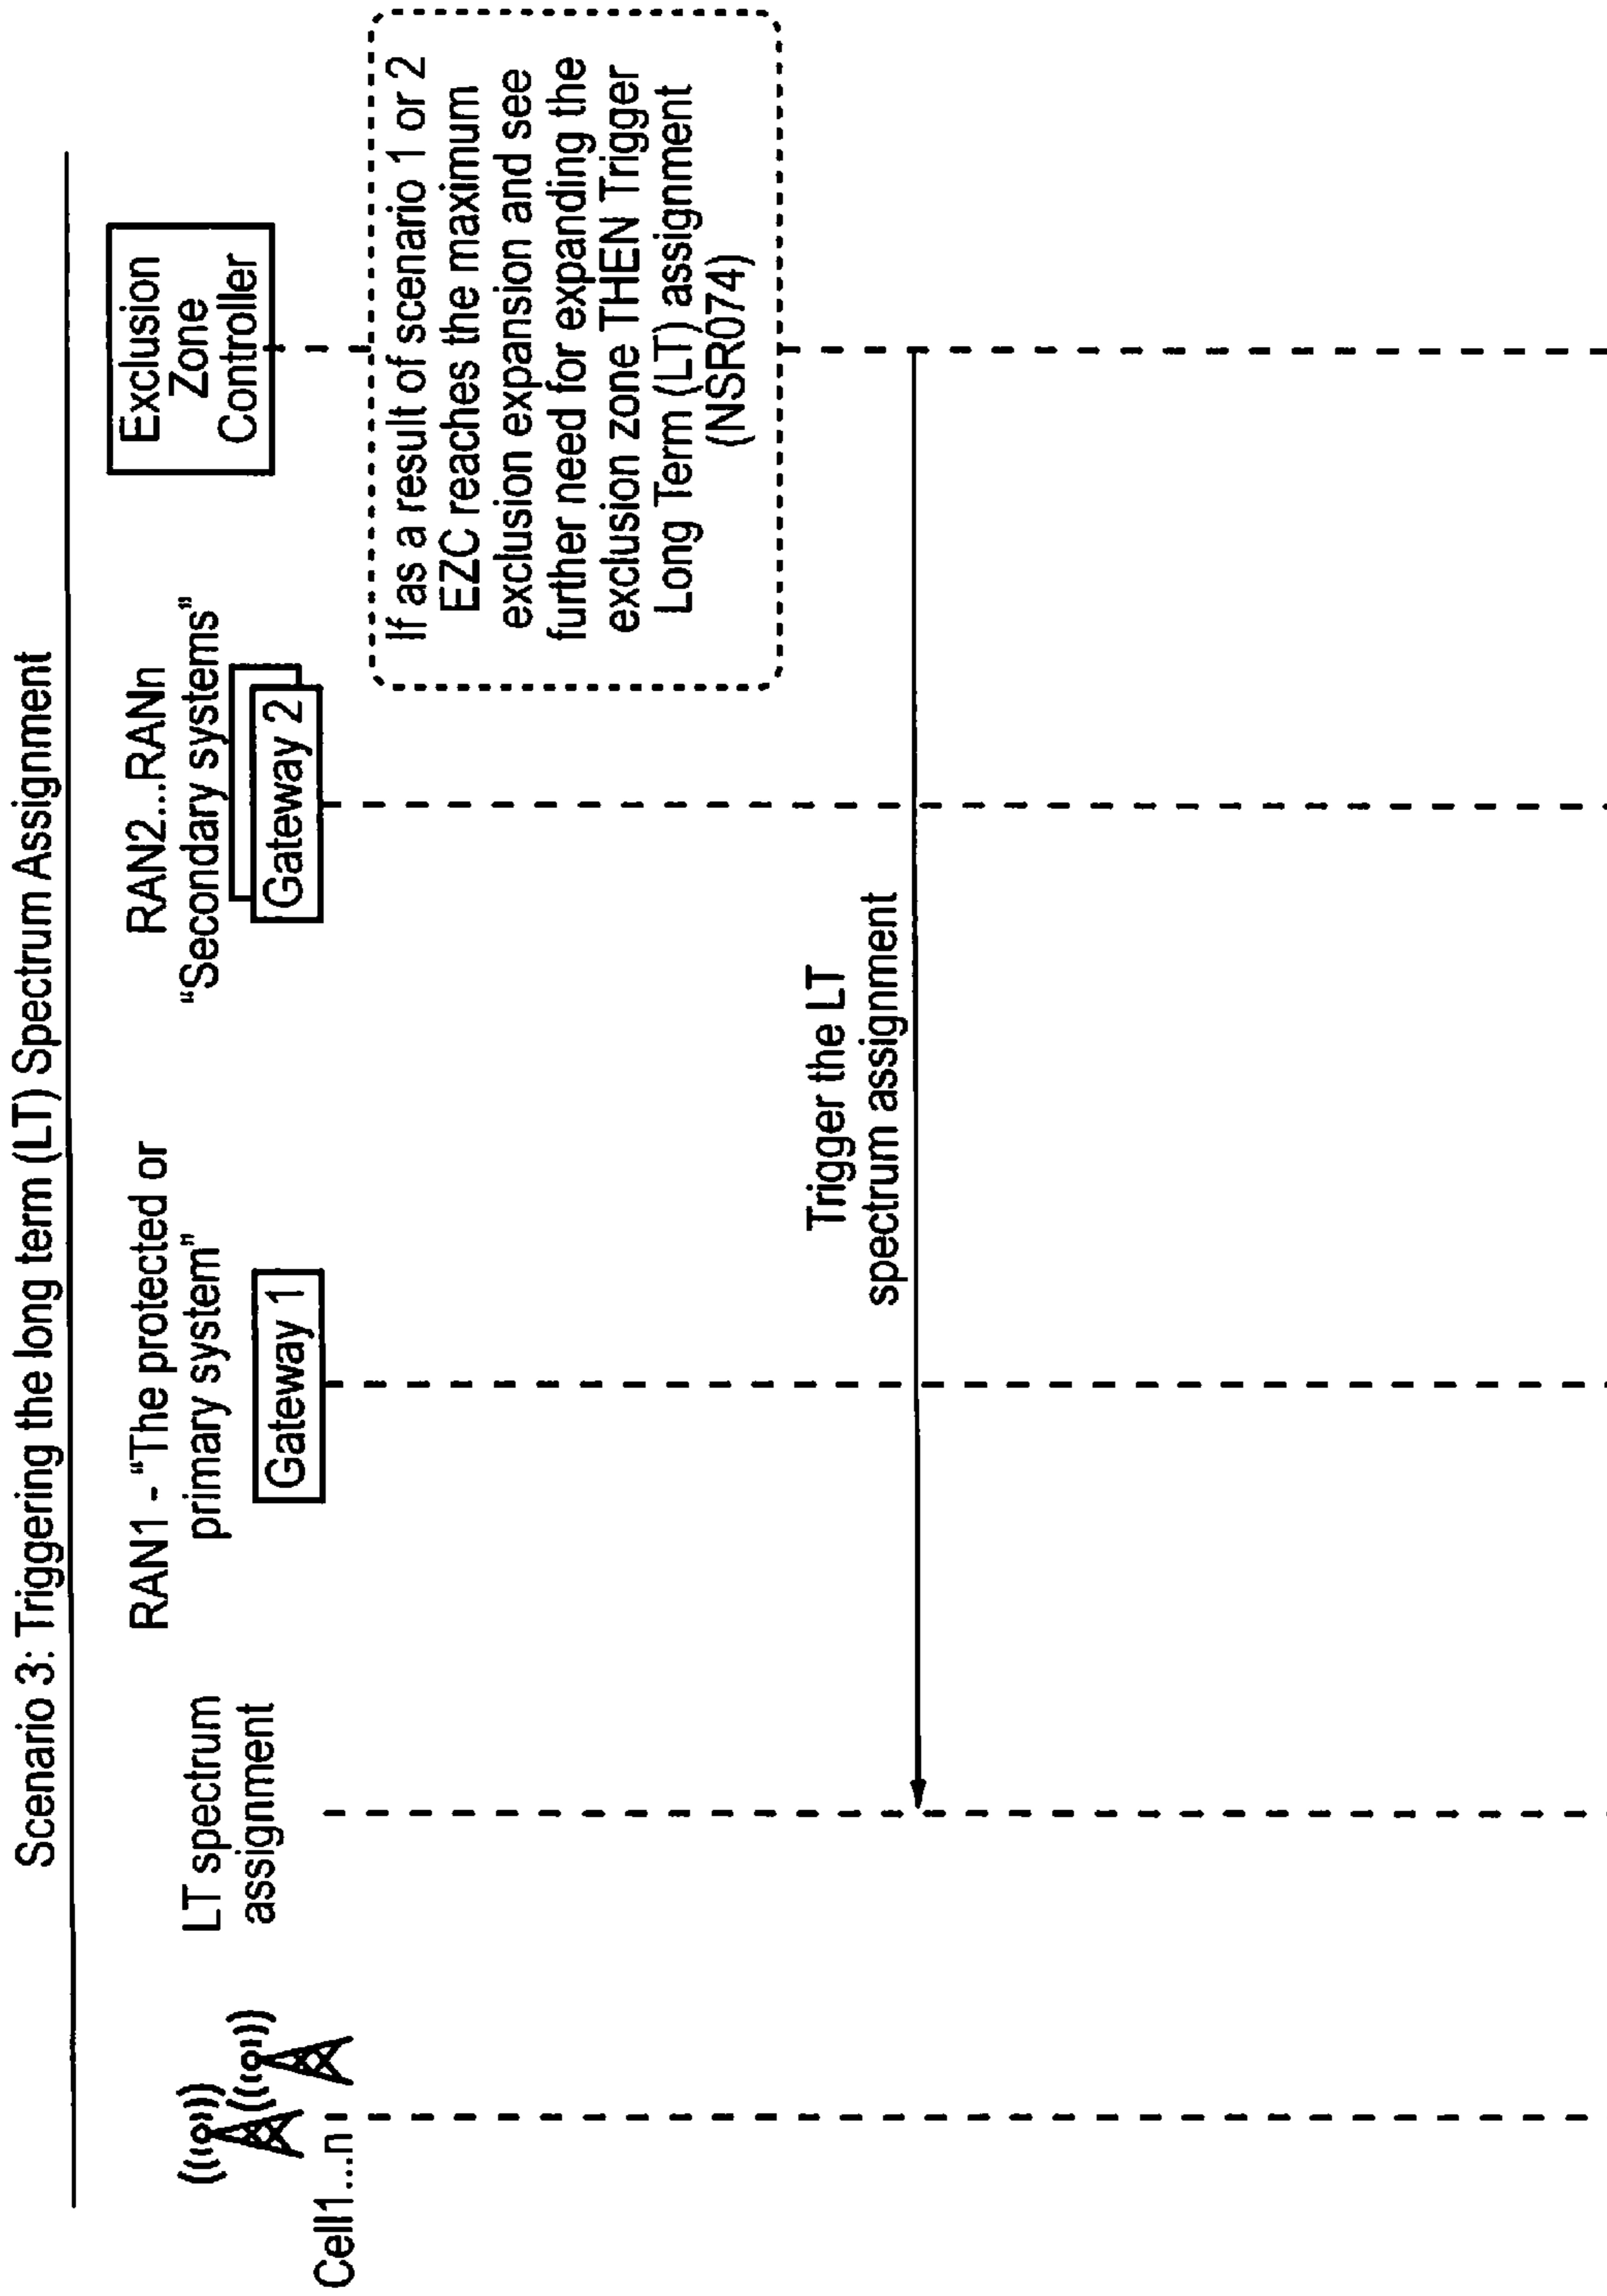 Scenario 3: Triggering the long term (LT) Spectrum Assignment
Cell1...n
LT spectrum
assignment
RAN1 - “The protected or
primary system”
Gateway 1
RAN2...RANn
“Secondary systems”
Gateway 2
Exclusion
Zone
Controller
If as a result of scenario 1 or 2
EZC reaches the maximum
exclusion expansion and see
further need for expanding the
exclusion zone THEN Trigger
Long Term (LT) assignment
(NSR074)
Trigger the LT
spectrum assignment